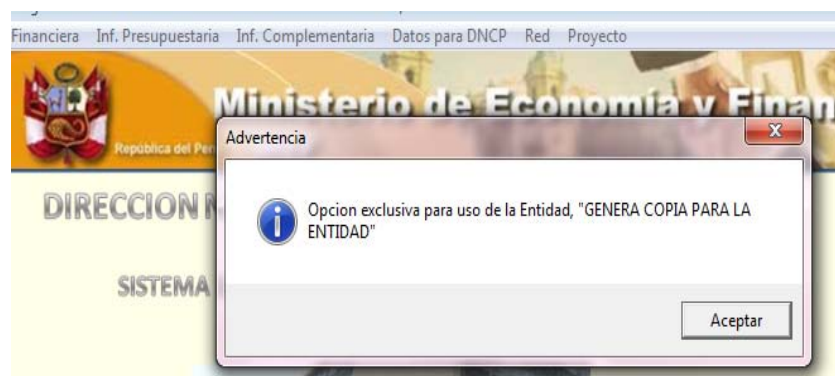 Financiera Inf. Presupuestaria Inf. Complementaria Datos para DNCP Red Proyecto
Ministerio de Economía y Finan
República del Per
Advertencia
DIRECCION N
Opcion exclusiva para uso de la Entidad, "GENERA COPIA PARA LA
ENTIDAD"
SISTEMA
Aceptar